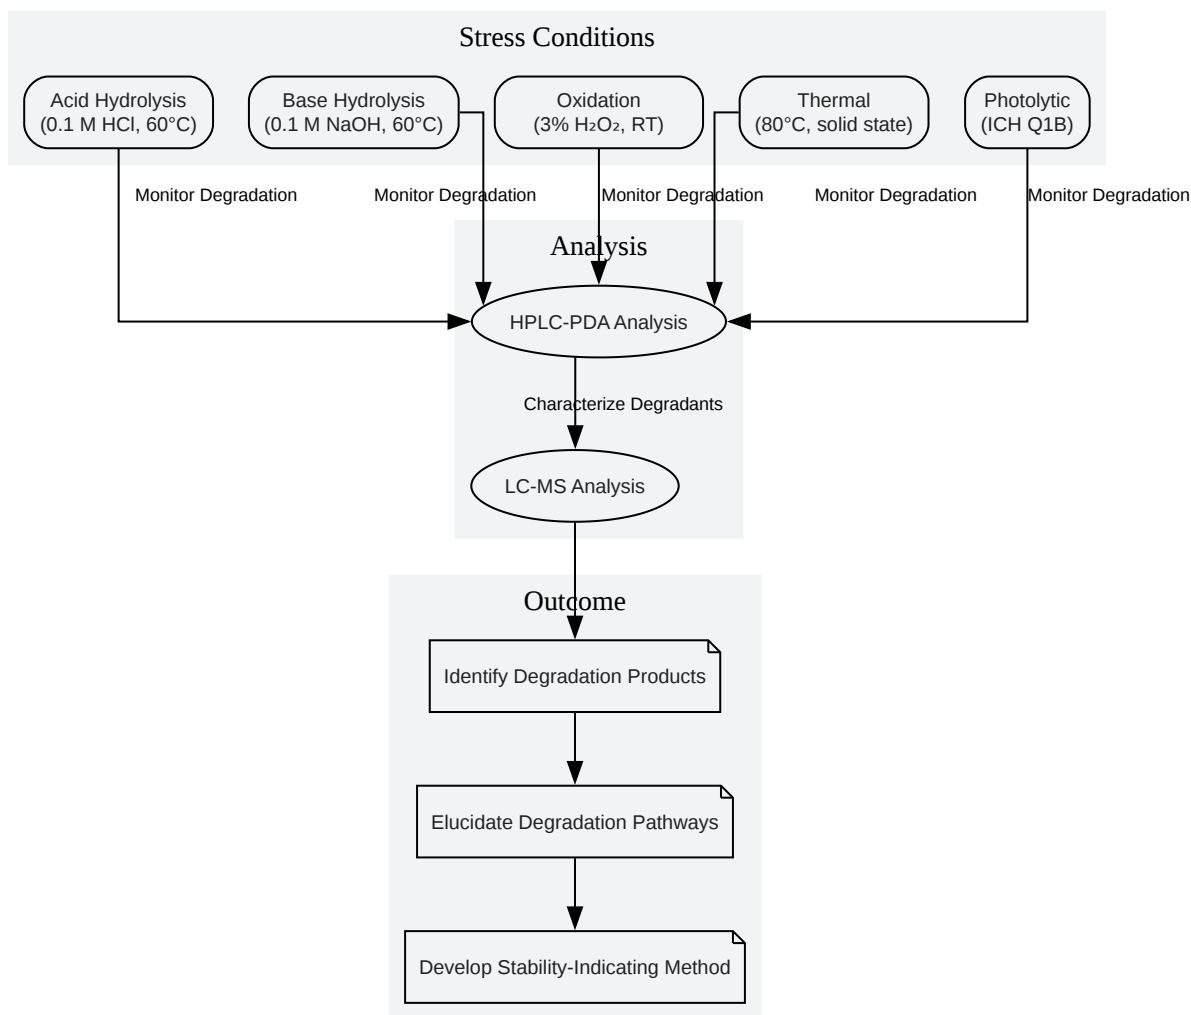 Stress Conditions
Acid Hydrolysis
(0.1 M HCl, 60°C)
Base Hydrolysis
(0.1 M NaOH, 60°C)
Oxidation
(3% H₂O₂, RT)
Thermal
(80°C, solid state)
Photolytic
(ICH Q1B)
Monitor Degradation
Monitor Degradation
Monitor Degradation
Monitor Degradation
Monitor Degradation
Analysis
HPLC-PDA Analysis
Characterize Degradants
LC-MS Analysis
Outcome
Identify Degradation Products
Elucidate Degradation Pathways
Develop Stability-Indicating Method